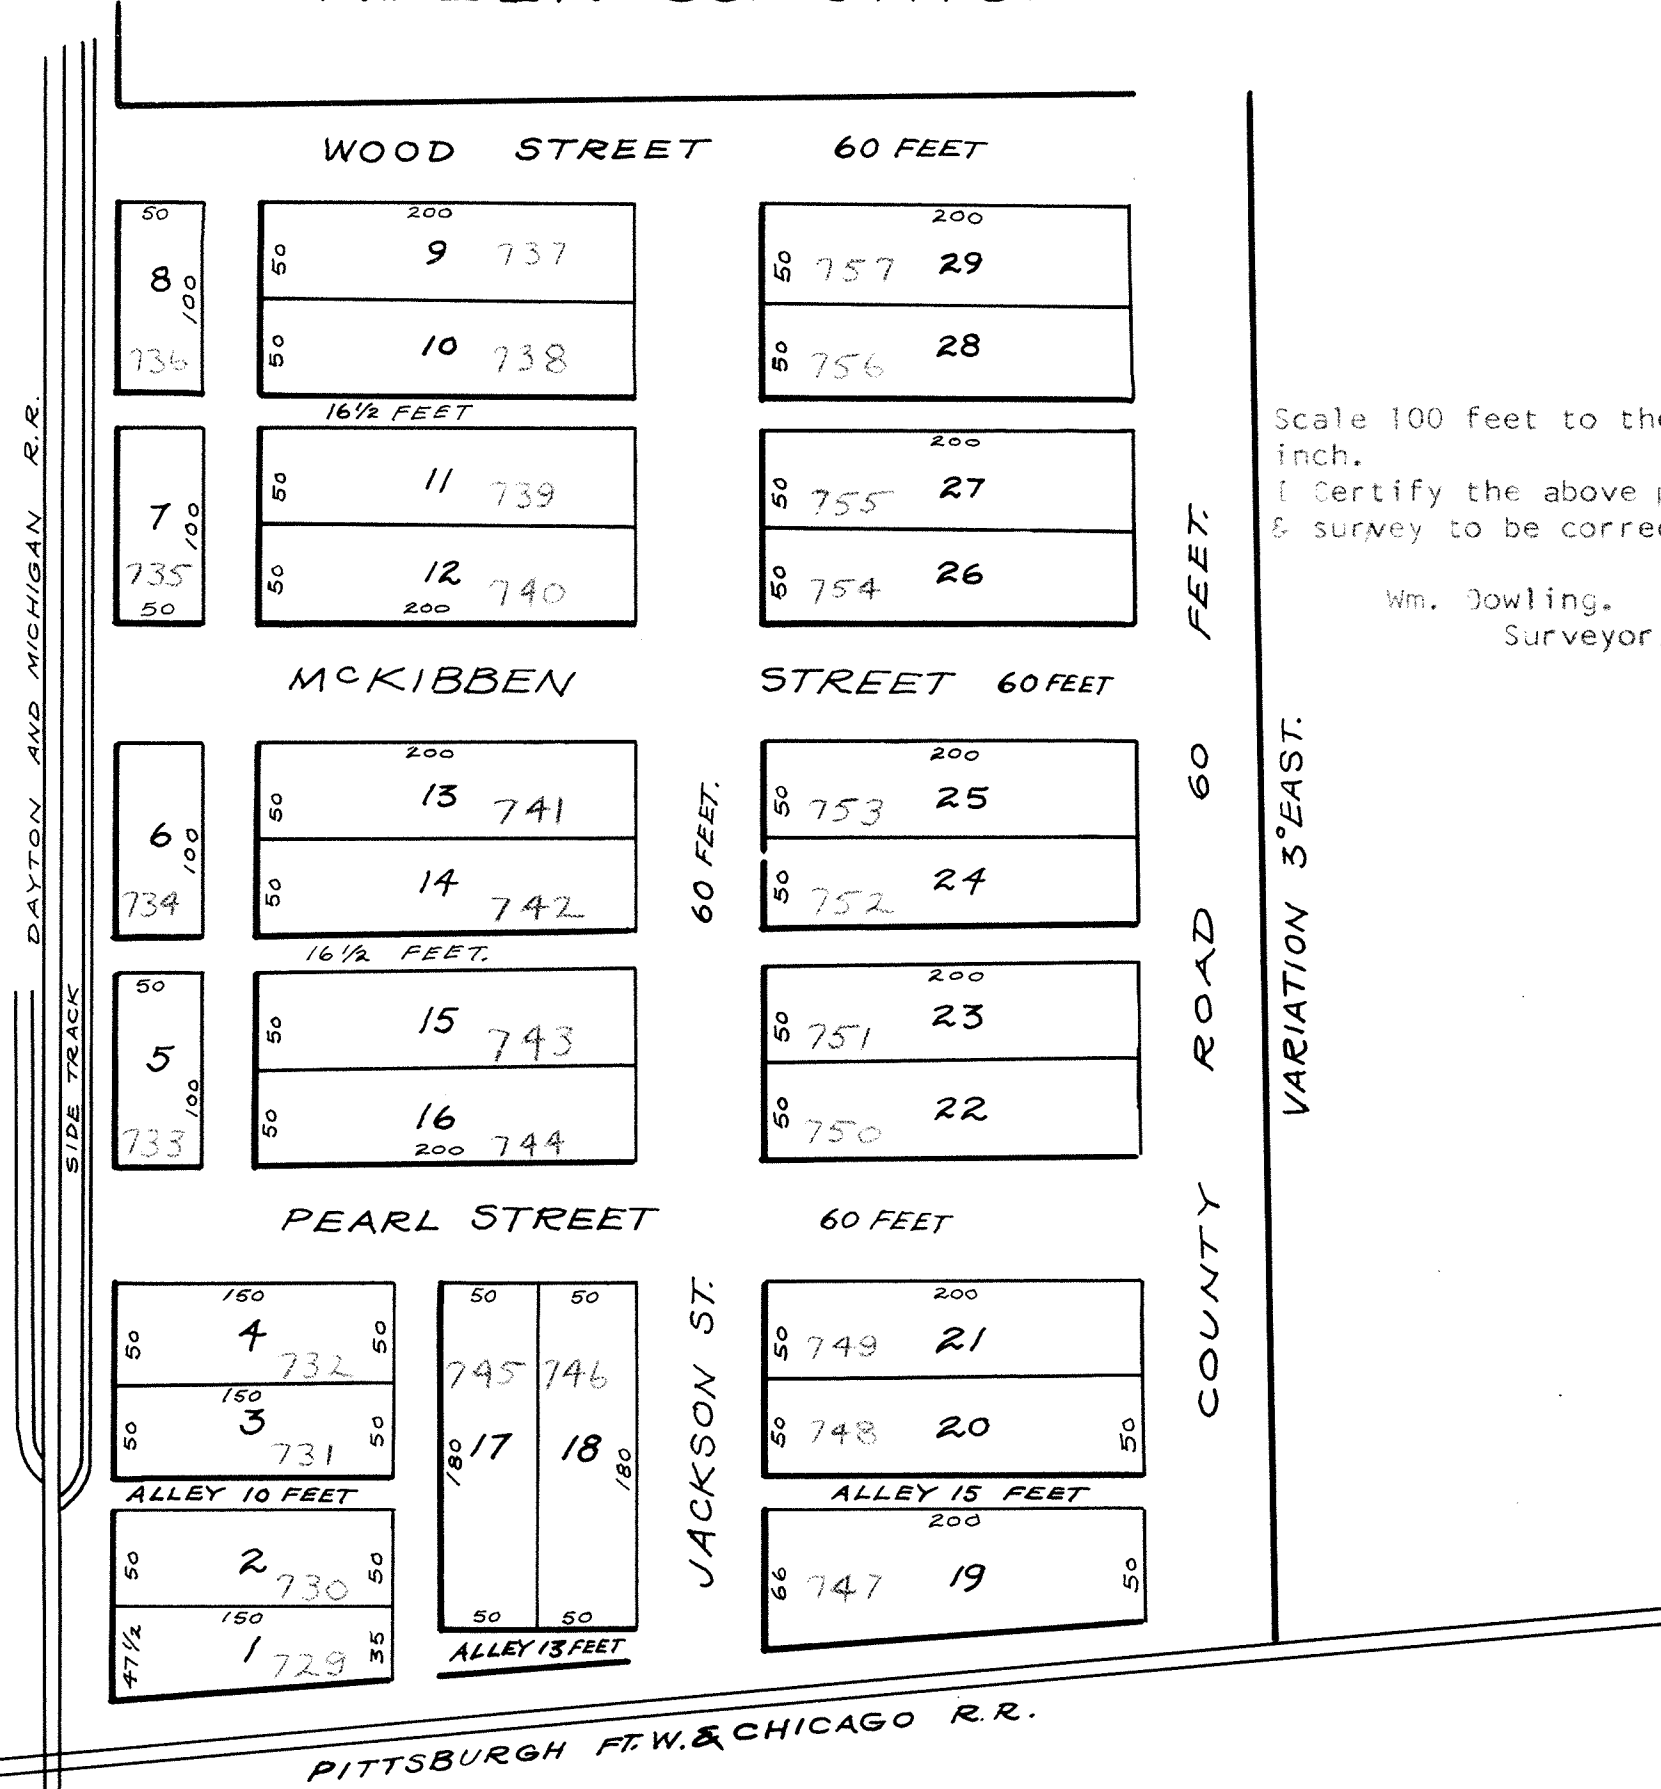 WOOD STREET 60 FEET
50
8
100
736
200
50
9 737
50
10 738
200
50 757 29
50 756 28
16½ FEET
7
100
735
50
50
11 739
50
12 740
200
200
50 755 27
50 754 26
McKIBBEN STREET 60 FEET
6
100
734
200
50
13 741
50
14 742
200
50 753 25
50 752 24
16½ FEET.
50
5
100
733
50
15 743
50
16 744
200
200
50 751 23
50 750 22
60 FEET.
PEARL STREET 60 FEET
150
50 4 732 50
150
50 3 731 50
ALLEY 10 FEET
50 2 730 50
150
47½ 1 729 35
50 50
745 746
180 17 18 180
50 50
ALLEY 13 FEET
JACKSON ST.
200
50 749 21
50 748 20 50
ALLEY 15 FEET
200
66 747 19 50
COUNTY ROAD 60 FEET.
VARIATION 3° EAST.
DAYTON AND MICHIGAN R.R.
SIDE TRACK
PITTSBURGH FT. W. & CHICAGO R.R.
Scale 100 feet to the
inch.
I Certify the above
& survey to be
Wm. Dowling.
Surveyor